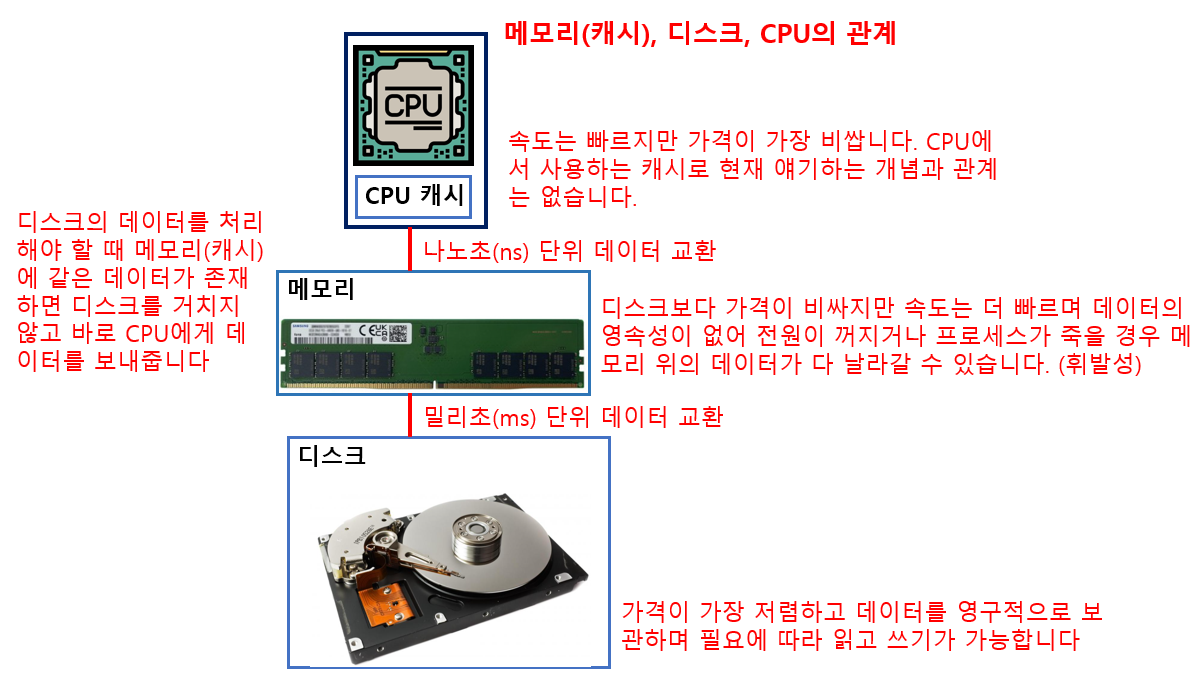 메모리(캐시), 디스크, CPU의 관계
CPU
CPU 캐시
속도는 빠르지만 가격이 가장 비쌉니다. CPU에
서 사용하는 캐시로 현재 얘기하는 개념과 관계
는 없습니다.
디스크의 데이터를 처리
해야 할 때 메모리(캐시)
에 같은 데이터가 존재
하면 디스크를 거치지
않고 바로 CPU에게 데
이터를 보내줍니다
나노초(ns) 단위 데이터 교환
메모리
디스크보다 가격이 비싸지만 속도는 더 빠르며 데이터의
영속성이 없어 전원이 꺼지거나 프로세스가 죽을 경우 메
모리 위의 데이터가 다 날라갈 수 있습니다. (휘발성)
밀리초(ms) 단위 데이터 교환
디스크
가격이 가장 저렴하고 데이터를 영구적으로 보
관하며 필요에 따라 읽고 쓰기가 가능합니다